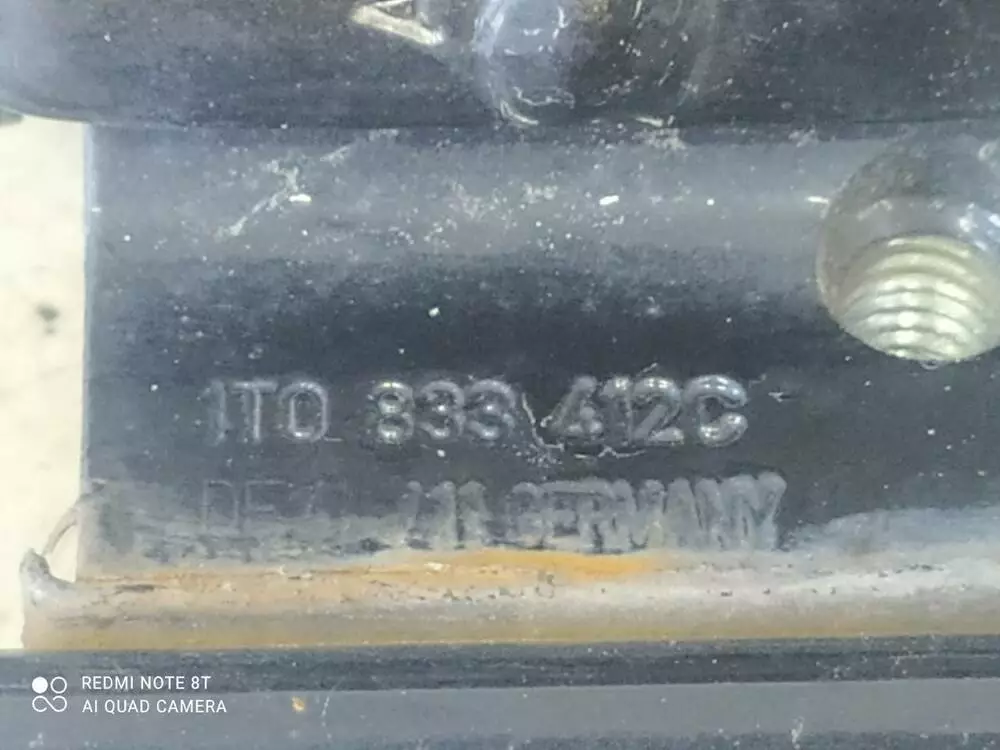 1T0 833 412C
GERMANY
REDMI NOTE 8T
AI QUAD CAMERA